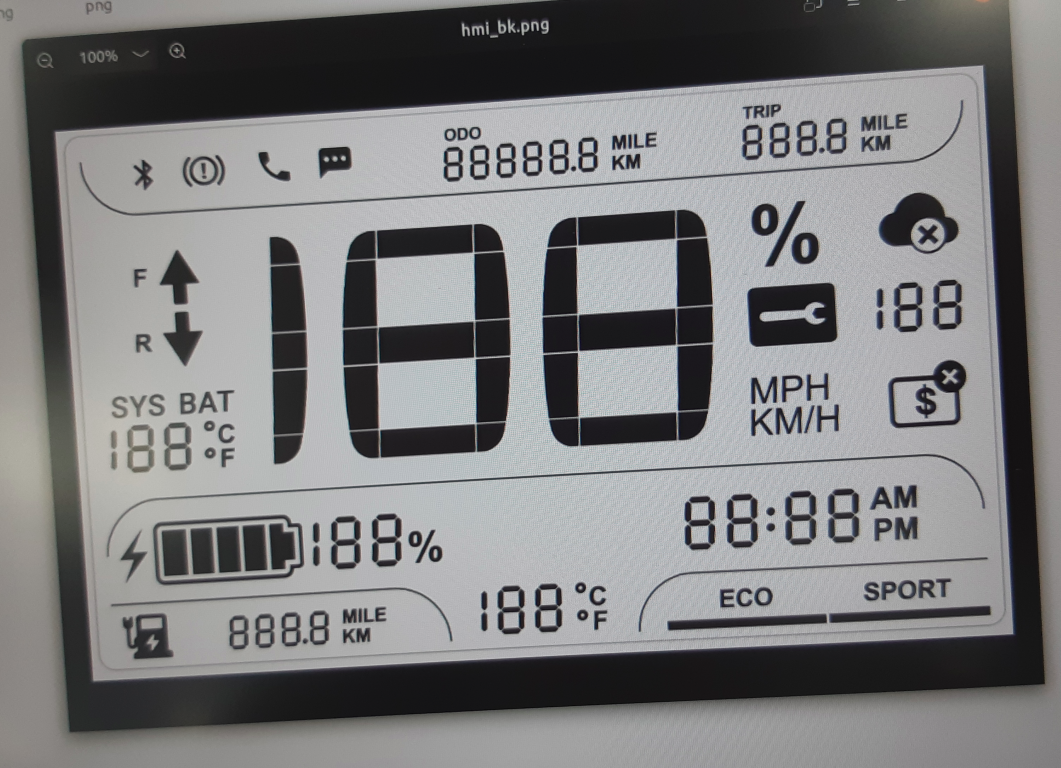 png
100%
hmi_bk.png
ODO
88888.8 MILE
KM
TRIP
888.8 MILE
KM
F
R
188
%
188
MPH
KM/H
$
SYS BAT
188 °C
°F
188%
88:88 AM
PM
888.8 MILE
KM
188 °C
°F
ECO
SPORT